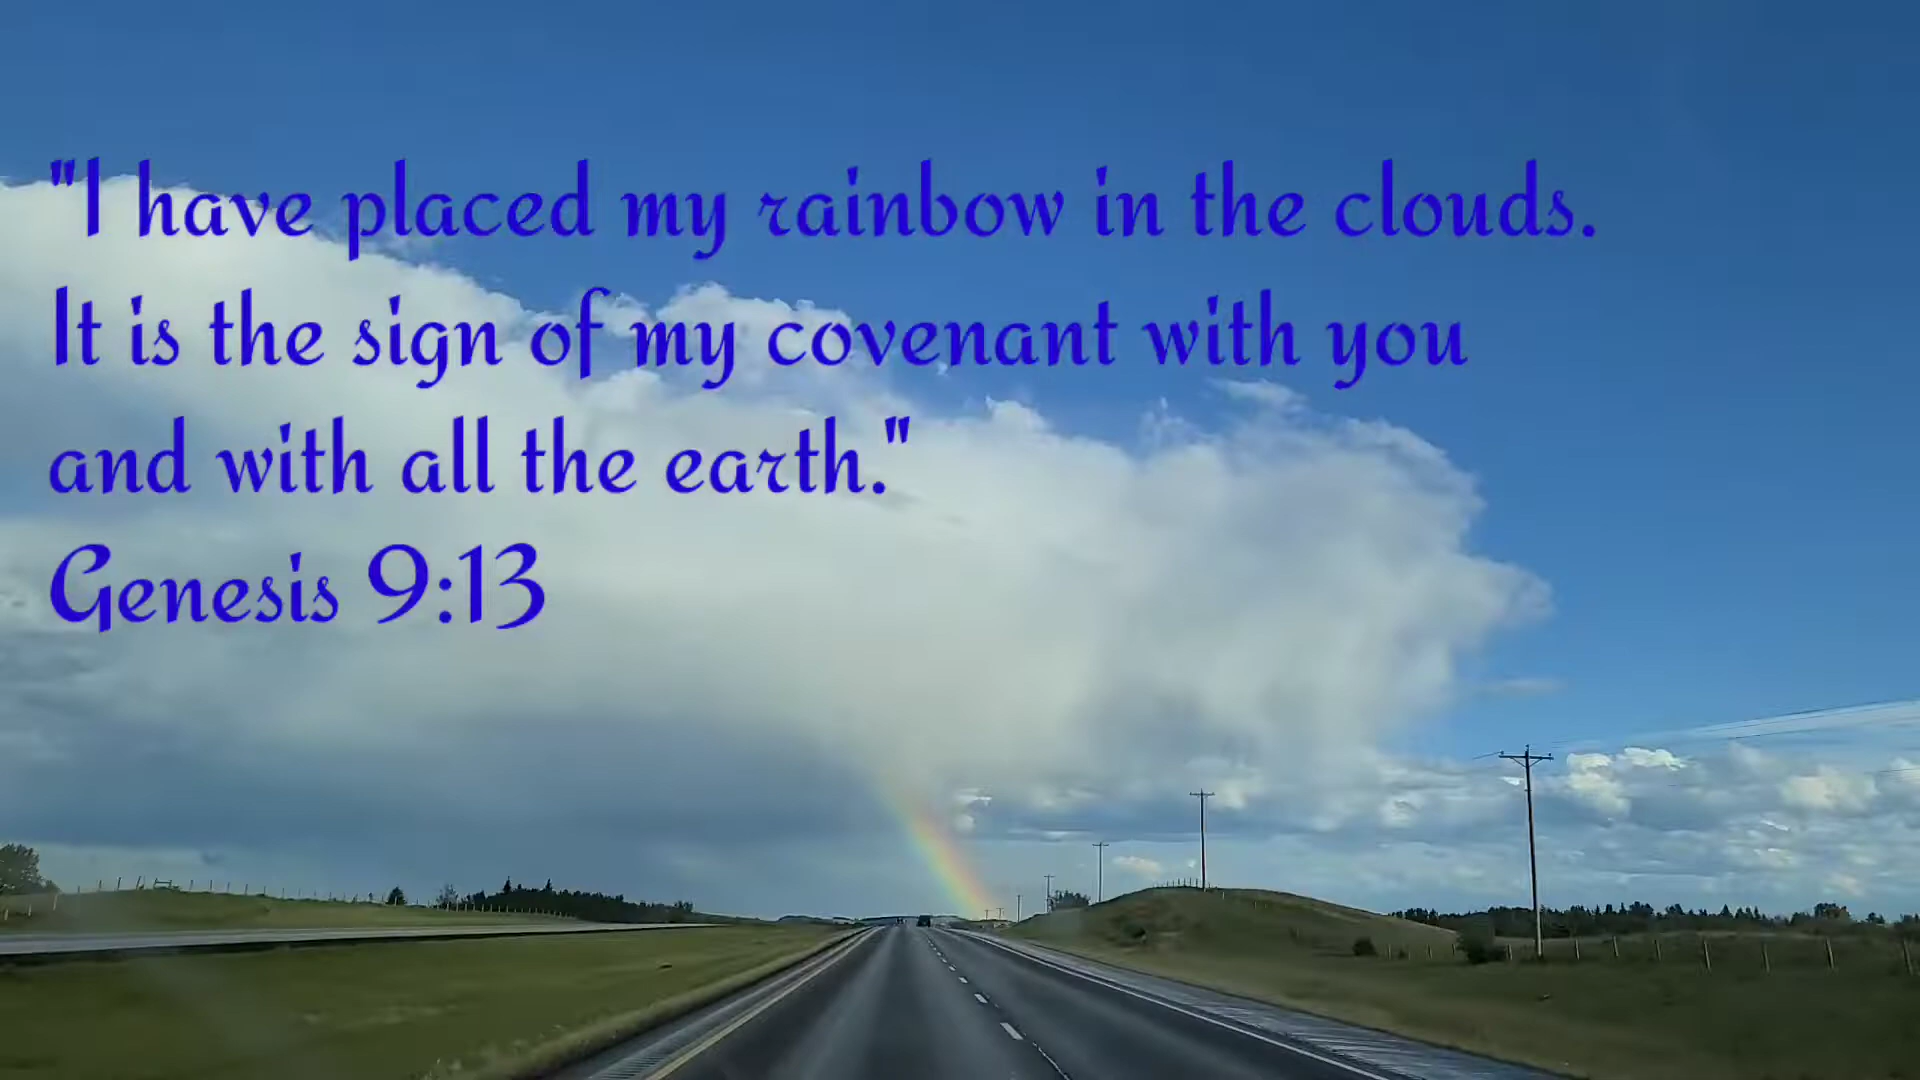 "I have placed my rainbow in the clouds.
It is the sign of my covenant with you
and with all the earth."
Genesis 9:13